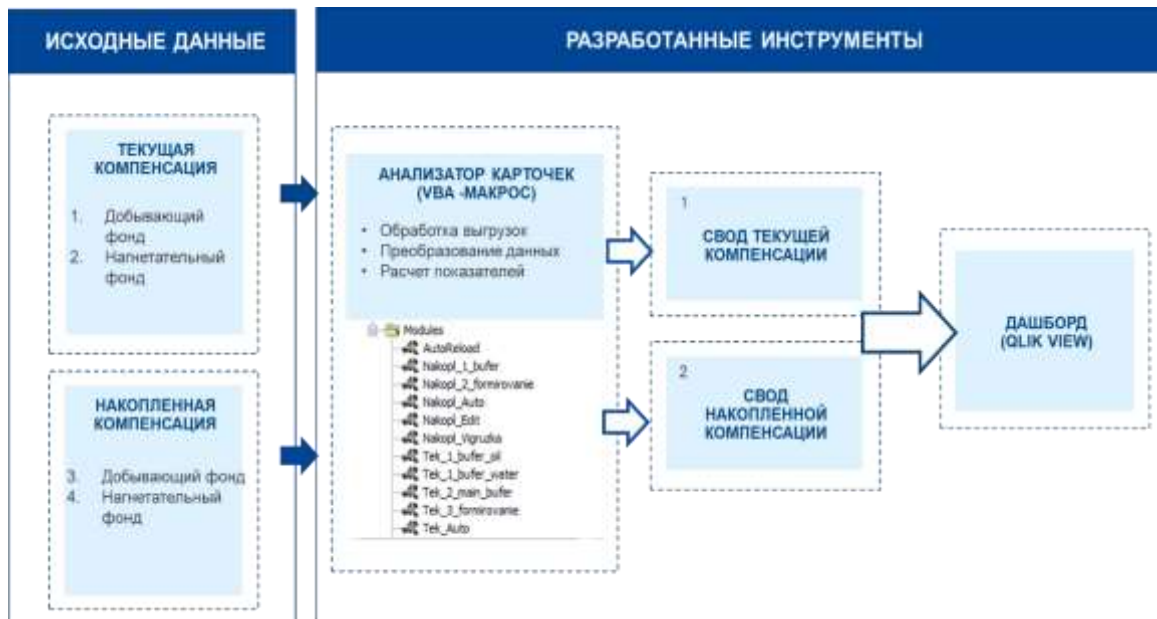 ИСХОДНЫЕ ДАННЫЕ
РАЗРАБОТАННЫЕ ИНСТРУМЕНТЫ
ТЕКУЩАЯ
КОМПЕНСАЦИЯ
1. Добывающий
фонд
2. Нагнетательный
фонд
НАКОПЛЕННАЯ
КОМПЕНСАЦИЯ
3. Добывающий фонд
4. Нагнетательный
фонд
АНАЛИЗАТОР КАРТОЧЕК
(VBA -МАКРОС)
• Обработка выгрузок
• Преобразование данных
• Расчет показателей
Modules
AutoReload
Nakopl_1_bufer
Nakopl_2_formirovanie
Nakopl_Auto
Nakopl_Edit
Nakopl_Vigruzka
Tek_1_bufer_oil
Tek_1_bufer_water
Tek_2_main_bufer
Tek_3_formirovanie
Tek_Auto
1
СВОД ТЕКУЩЕЙ
КОМПЕНСАЦИИ
2
СВОД
НАКОПЛЕННОЙ
КОМПЕНСАЦИИ
ДАШБОРД
(QLIK VIEW)